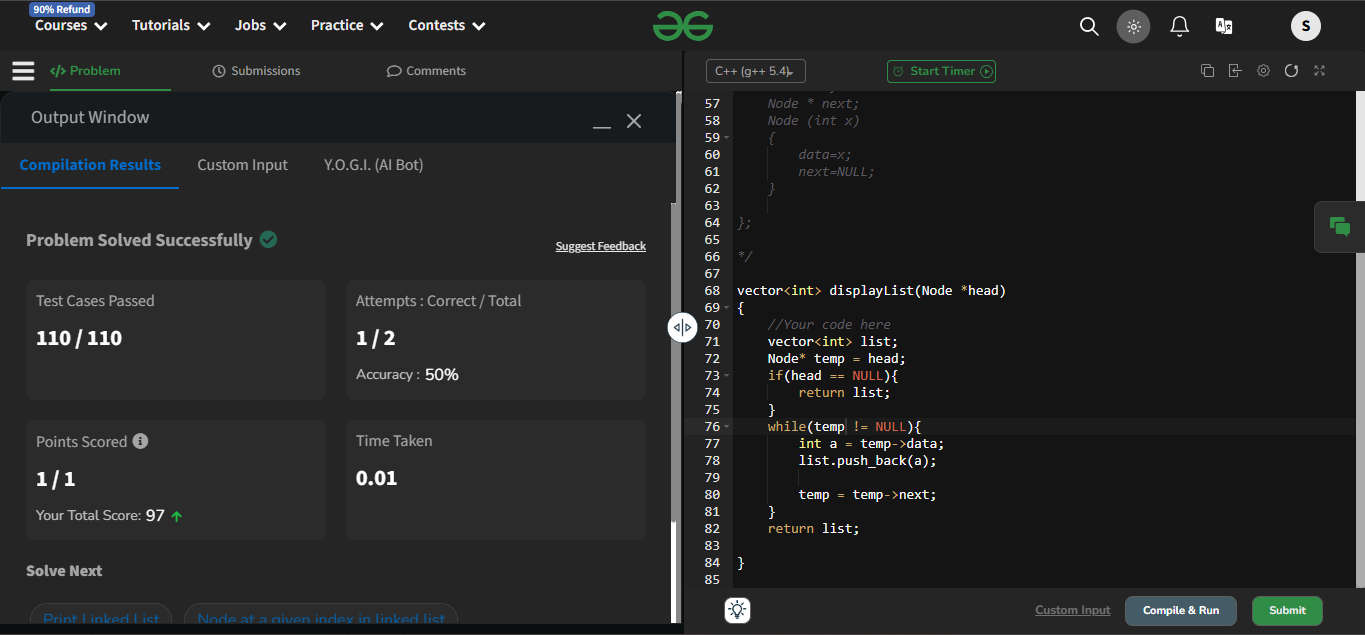 90% Refund
Courses Tutorials Jobs Practice Contests
S
</> Problem Submissions Comments
C++ (g++ 5.4) Start Timer
Output Window
Compilation Results Custom Input Y.O.G.I. (AI Bot)
Problem Solved Successfully
Suggest Feedback
Test Cases Passed
110 / 110
Attempts : Correct / Total
1 / 2
Accuracy : 50%
Points Scored
1 / 1
Your Total Score: 97
Time Taken
0.01
Solve Next
Print Linked List Node at a given index in linked list
57 Node * next;
58 Node (int x)
59 {
60 data=x;
61 next=NULL;
62 }
63
64 };
65
66 */
67
68 vector<int> displayList(Node *head)
69 {
70 //Your code here
71 vector<int> list;
72 Node* temp = head;
73 if(head == NULL){
74 return list;
75 }
76 while(temp != NULL){
77 int a = temp->data;
78 list.push_back(a);
79
80 temp = temp->next;
81 }
82 return list;
83
84 }
85
Custom Input Compile & Run Submit